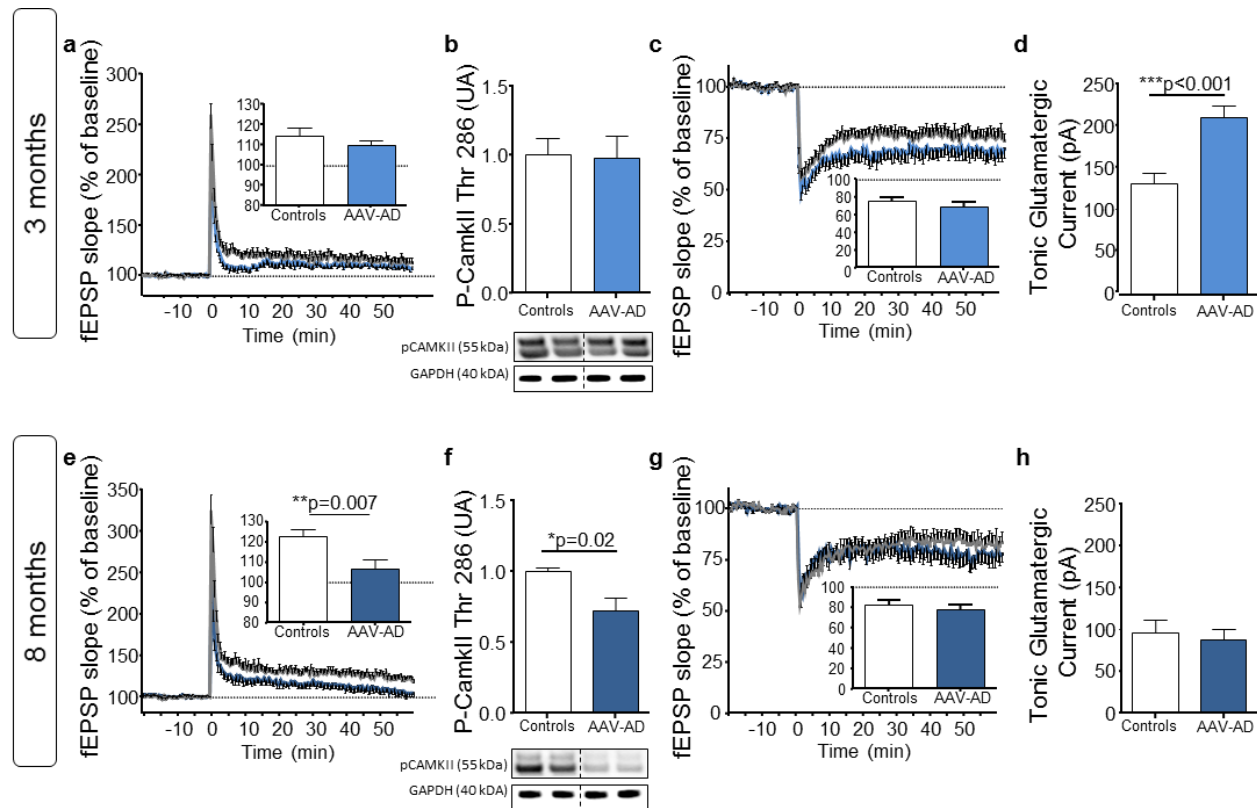 3 months
a
fEPSP slope (% of baseline)
300
250
200
150
100
130
120
110
100
90
80
Controls
AAV-AD
-10 0 10 20 30 40 50
Time (min)
b
P-CamkII Thr 286 (UA)
1.5
1.0
0.5
0.0
Controls AAV-AD
pCAMKII (55kDa)
GAPDH (40 kDA)
c
fEPSP slope (% of baseline)
100
75
50
25
0
100
80
60
40
20
0
Controls AAV-AD
-10 0 10 20 30 40 50
Time (min)
d
Tonic Glutamatergic
Current (pA)
250
200
150
100
50
0
***p<0.001
Controls AAV-AD
8 months
e
fEPSP slope (% of baseline)
350
300
250
200
150
100
**p=0.007
130
120
110
100
90
80
Controls AAV-AD
-10 0 10 20 30 40 50
Time (min)
f
P-CamkII Thr 286 (UA)
1.5
1.0
0.5
0.0
*p=0.02
Controls AAV-AD
pCAMKII (55kDa)
GAPDH (40 kDA)
g
fEPSP slope (% of baseline)
100
75
50
25
0
100
80
60
40
20
0
Controls AAV-AD
-10 0 10 20 30 40 50
Time (min)
h
Tonic Glutamatergic
Current (pA)
250
200
150
100
50
0
Controls AAV-AD